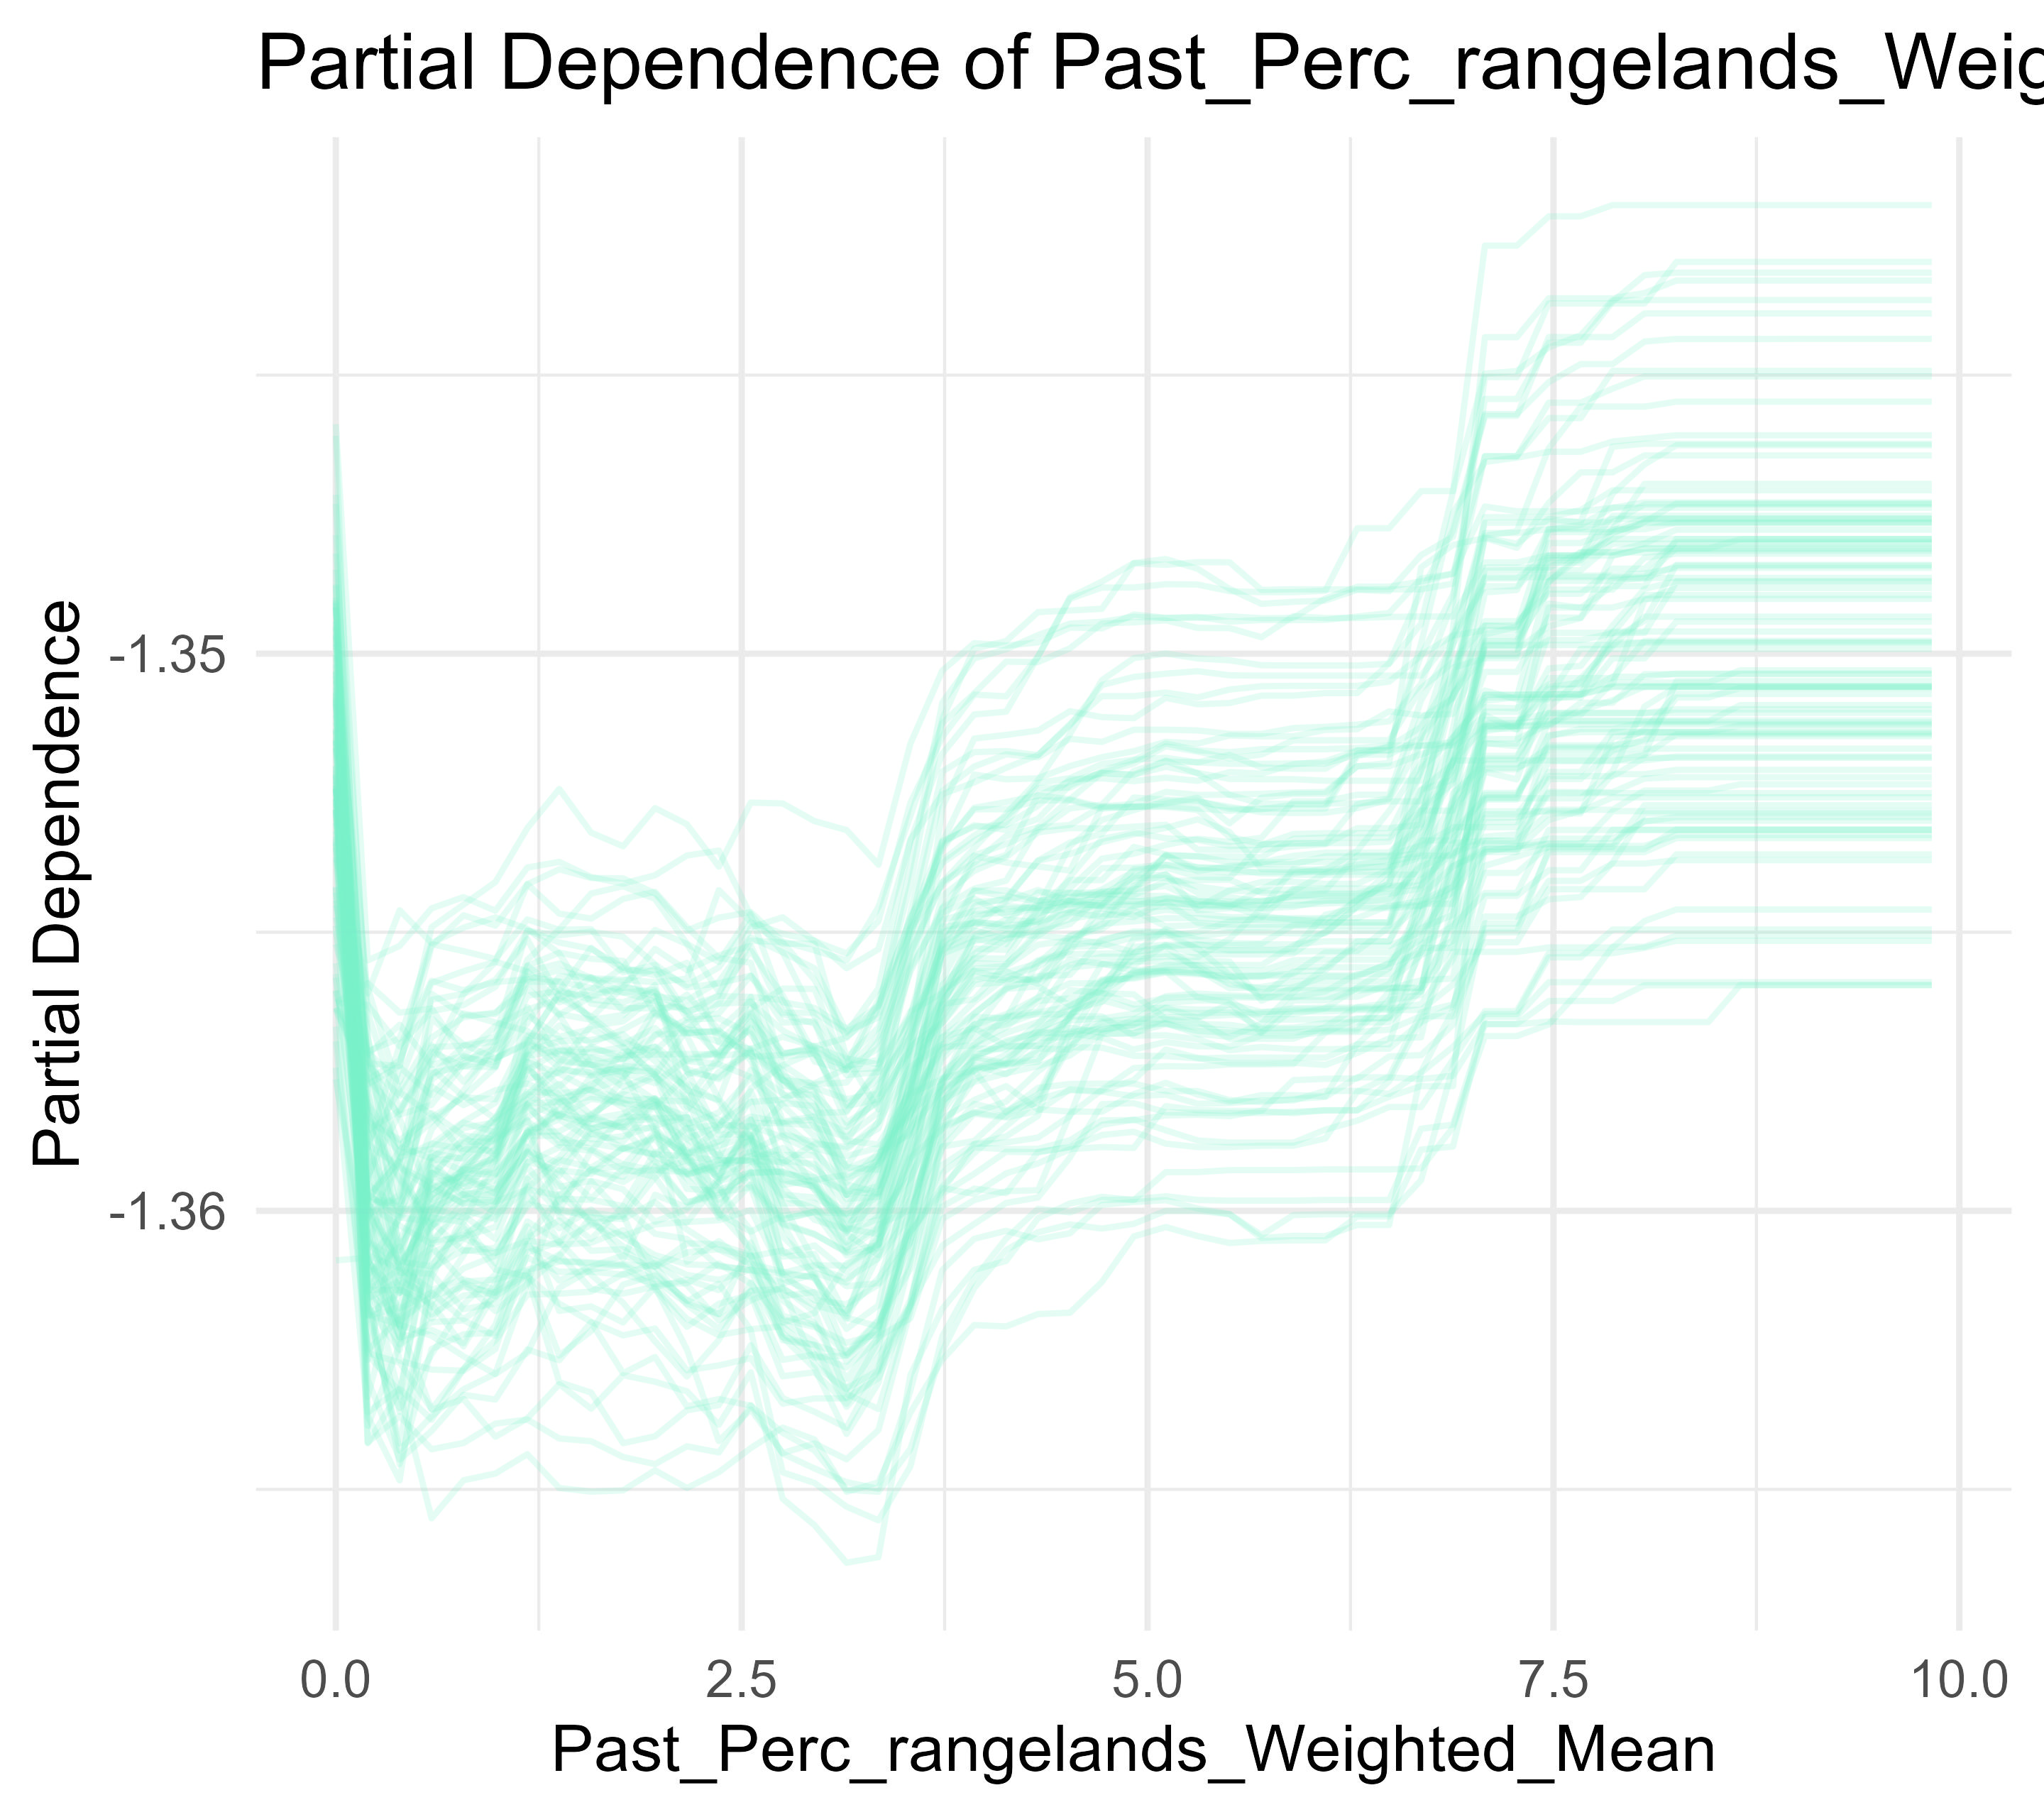 Partial Dependence of Past_Perc_rangelands_Weig
Partial Dependence
-1.35
-1.36
0.0 2.5 5.0 7.5 10.0
Past_Perc_rangelands_Weighted_Mean